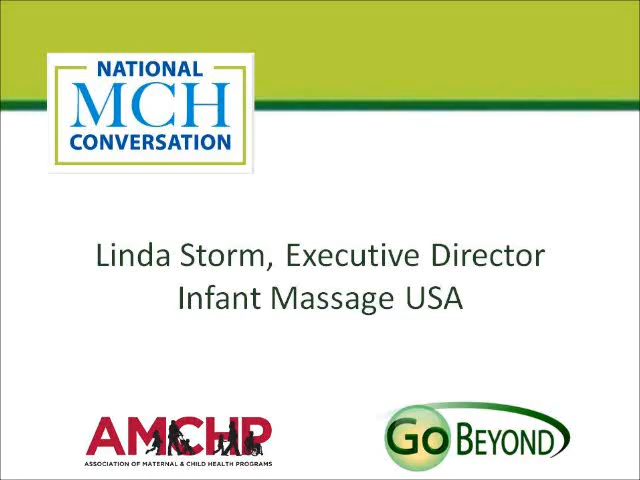 NATIONAL
MCH
CONVERSATION
Linda Storm, Executive Director
Infant Massage USA
AMCHP
ASSOCIATION OF MATERNAL & CHILD HEALTH PROGRAMS
GO BEYOND